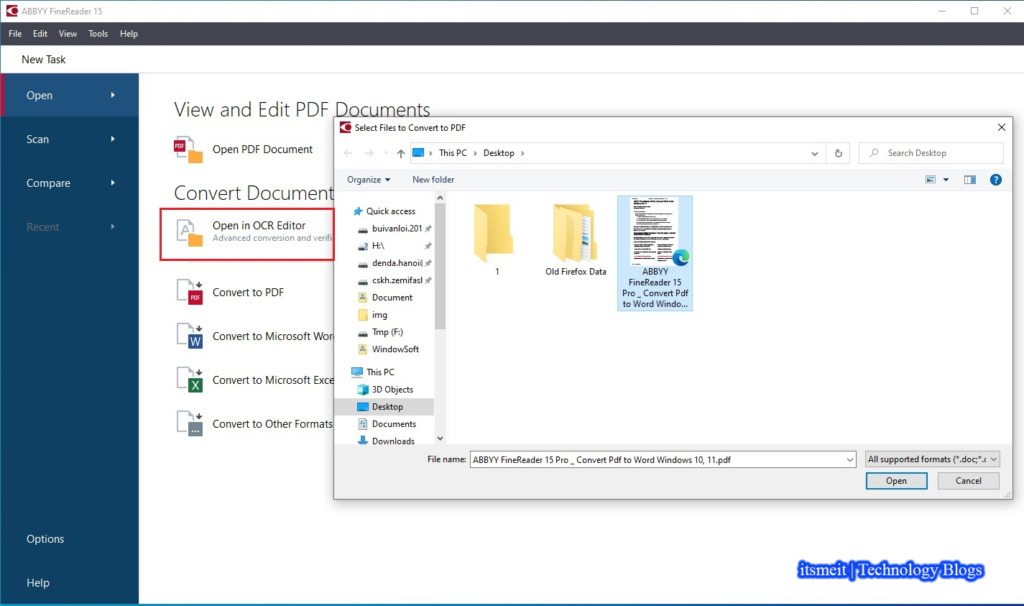 ABBYY FineReader 15
File Edit View Tools Help
New Task
Open
Scan
Compare
Recent
Options
Help
View and Edit PDF Documents
Open PDF Document
Convert Document
Open in OCR Editor
Advanced conversion and verifi
Convert to PDF
Convert to Microsoft Wor
Convert to Microsoft Exce
Convert to Other Formats
Select Files to Convert to PDF
This PC › Desktop ›
Search Desktop
Organize
New folder
Quick access
buivanloi.201
H:\
denda.hanoi(
cskh.zemifasl
Document
img
Tmp (F:)
WindowSoft
This PC
3D Objects
Desktop
Documents
Downloads
1
Old Firefox Data
ABBYY
FineReader 15
Pro _ Convert Pdf
to Word Windo...
File name: ABBYY FineReader 15 Pro _ Convert Pdf to Word Windows 10, 11.pdf
All supported formats (*.doc;*.c
Open
Cancel
itsmeit | Technology Blogs